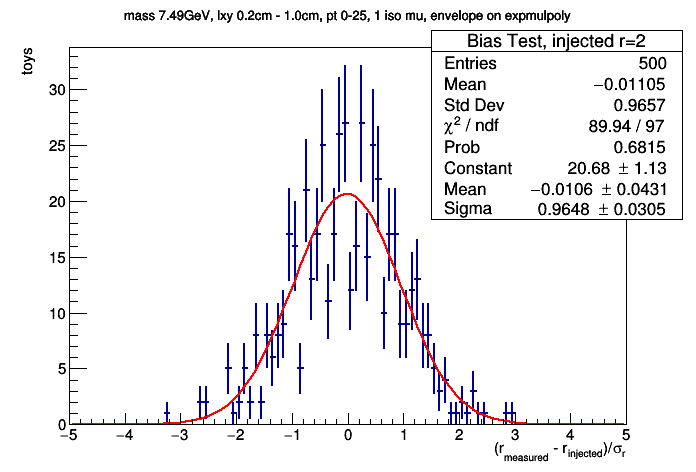 mass 7.49GeV, lxy 0.2cm - 1.0cm, pt 0-25, 1 iso mu, envelope on expmulpoly
toys
Bias Test, injected r=2
Entries 500
Mean −0.01105
Std Dev 0.9657
χ² / ndf 89.94 / 97
Prob 0.6815
Constant 20.68 ± 1.13
Mean −0.0106 ± 0.0431
Sigma 0.9648 ± 0.0305
30
25
20
15
10
5
0
−5 −4 −3 −2 −1 0 1 2 3 4 5
(r_measured - r_injected)/σ_r